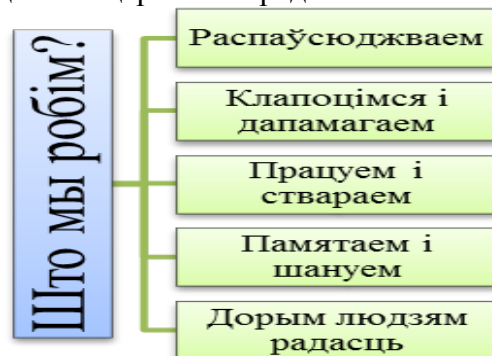 Што мы робім?
Распаўсюджваем
Клапоцімся і
дапамагаем
Працуем і
ствараем
Памятаем і
шануем
Дорым людзям
радасць